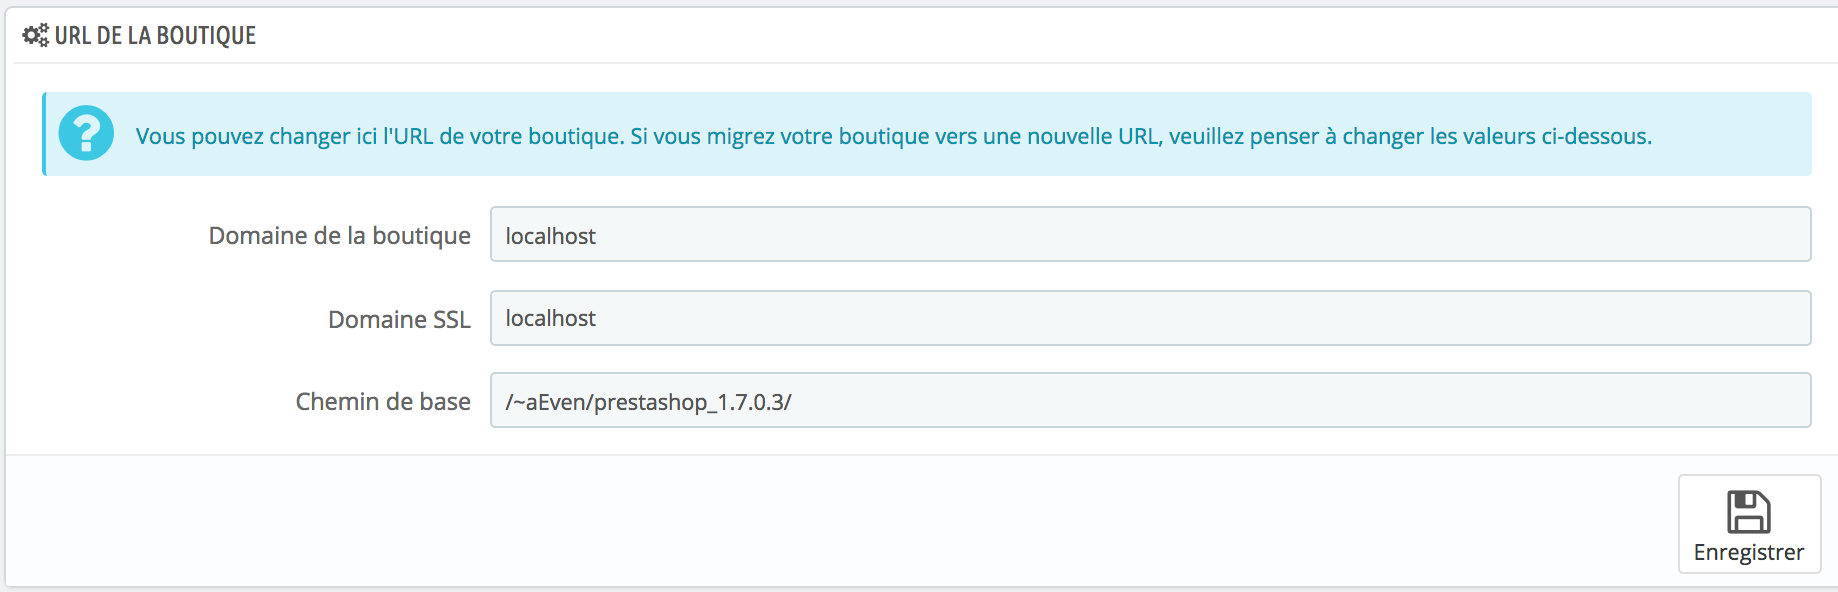 URL DE LA BOUTIQUE
Vous pouvez changer ici l'URL de votre boutique. Si vous migrez votre boutique vers une nouvelle URL, veuillez penser à changer les valeurs ci-dessous.
Domaine de la boutique localhost
Domaine SSL localhost
Chemin de base /~aEven/prestashop_1.7.0.3/
Enregistrer